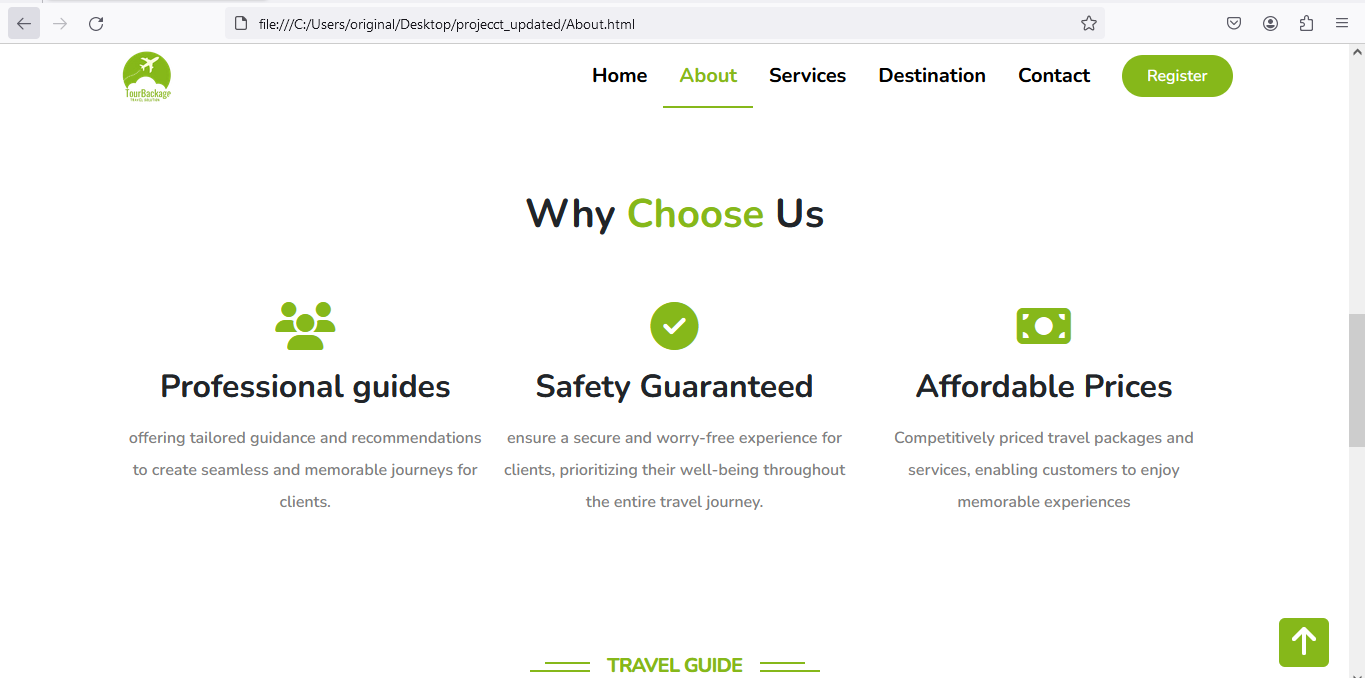 file:///C:/Users/original/Desktop/projecct_updated/About.html
TourBackage
Home About Services Destination Contact Register
Why Choose Us
Professional guides
offering tailored guidance and recommendations
to create seamless and memorable journeys for
clients.
Safety Guaranteed
ensure a secure and worry-free experience for
clients, prioritizing their well-being throughout
the entire travel journey.
Affordable Prices
Competitively priced travel packages and
services, enabling customers to enjoy
memorable experiences
TRAVEL GUIDE